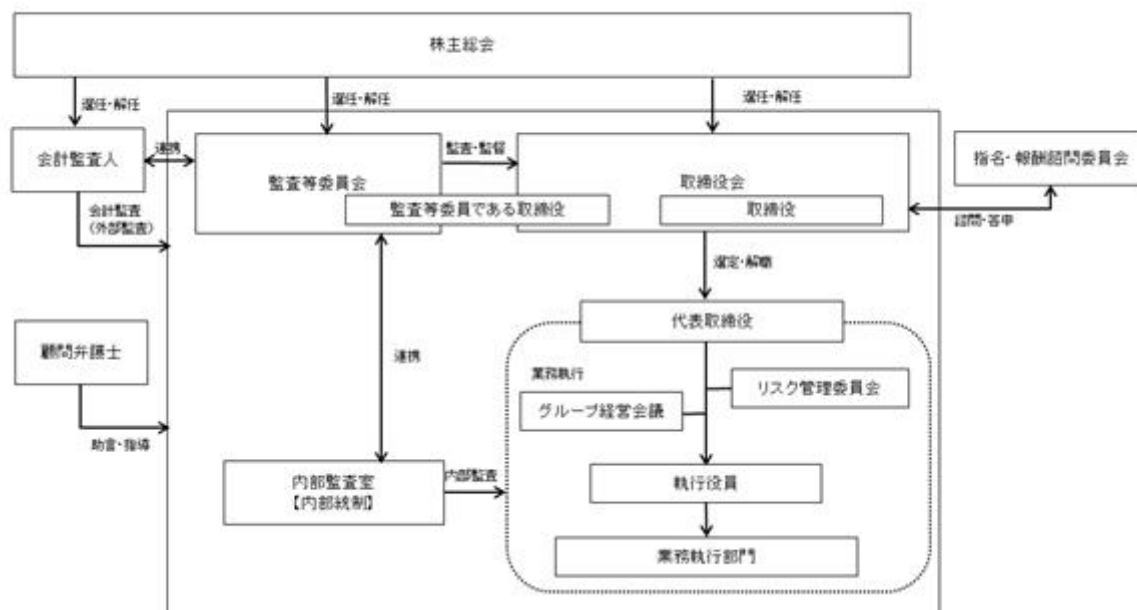 株主総会
選任・解任
選任・解任
選任・解任
会計監査人
連携
監査等委員会
監査・監督
取締役会
指名・報酬諮問委員会
監査等委員である取締役
取締役
会計監査
(外部監査)
諮問・答申
選定・解職
代表取締役
顧問弁護士
連携
業務執行
リスク管理委員会
グループ経営会議
助言・指導
内部監査室
【内部統制】
内部監査
執行役員
業務執行部門